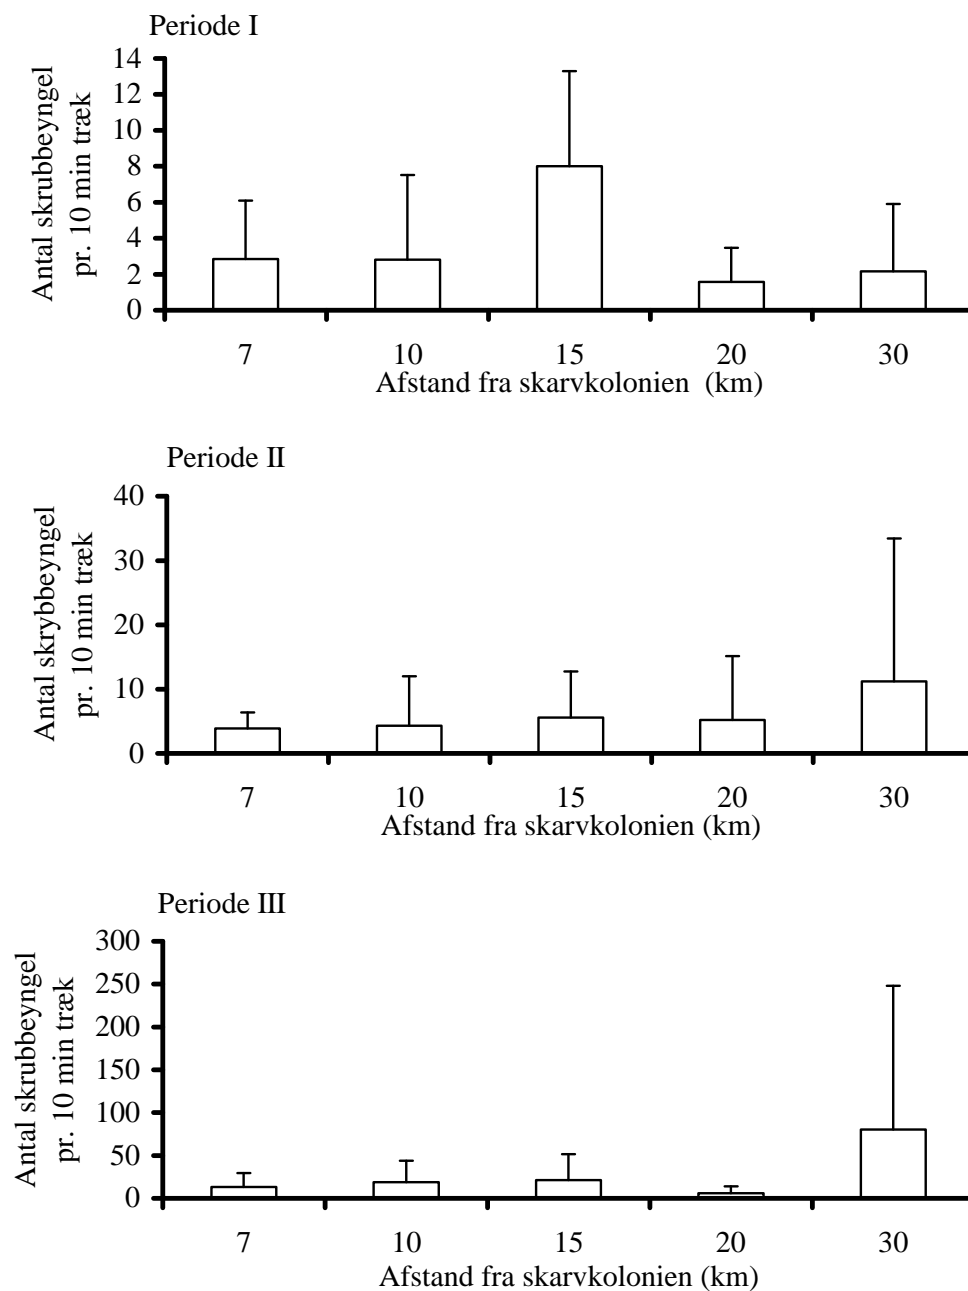 Periode I
Antal skrubbeyngel
pr. 10 min træk
14
12
10
8
6
4
2
0
7 10 15 20 30
Afstand fra skarvkolonien (km)
Periode II
Antal skrybbeyngel
pr. 10 min træk
40
30
20
10
0
7 10 15 20 30
Afstand fra skarvkolonien (km)
Periode III
Antal skrubbeyngel
pr. 10 min træk
300
250
200
150
100
50
0
7 10 15 20 30
Afstand fra skarvkolonien (km)